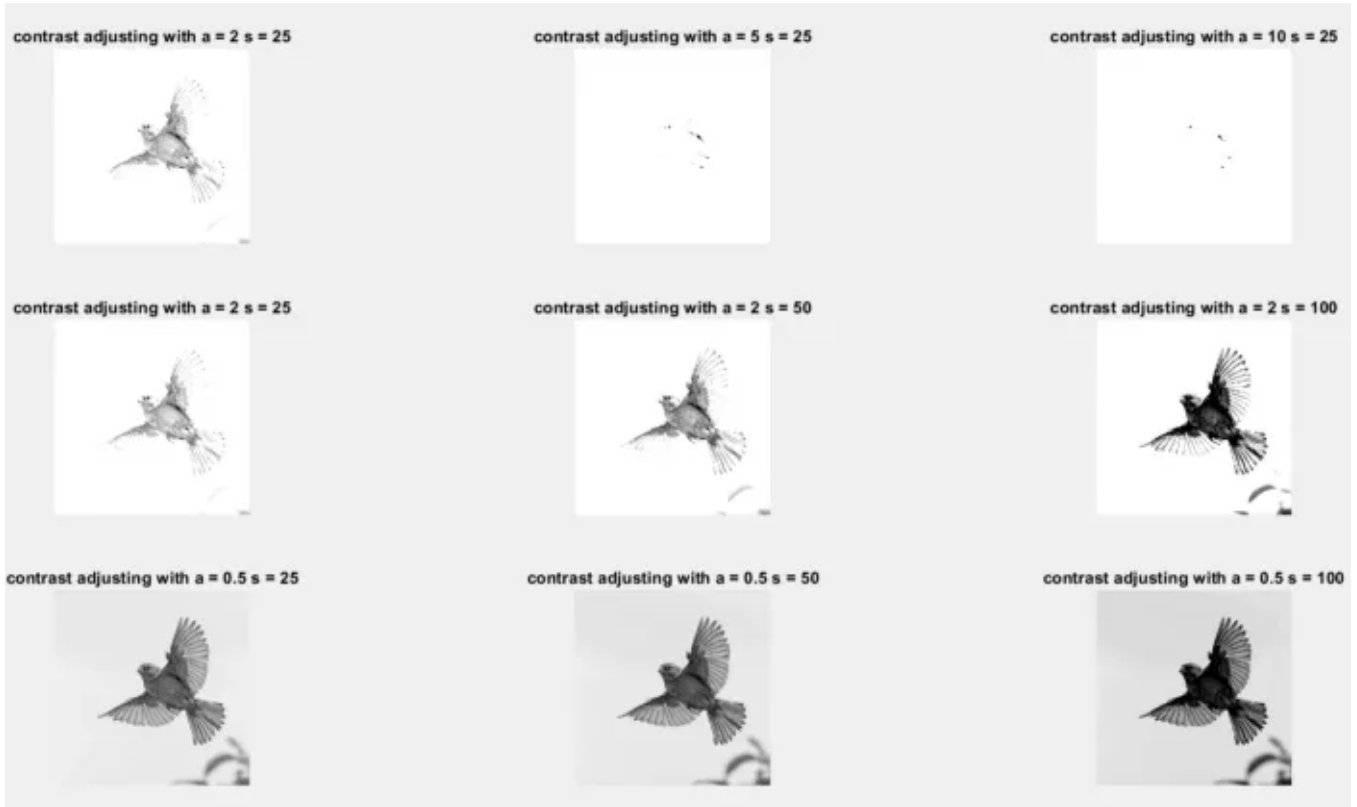 contrast adjusting with a = 2 s = 25
contrast adjusting with a = 5 s = 25
contrast adjusting with a = 10 s = 25
contrast adjusting with a = 2 s = 25
contrast adjusting with a = 2 s = 50
contrast adjusting with a = 2 s = 100
contrast adjusting with a = 0.5 s = 25
contrast adjusting with a = 0.5 s = 50
contrast adjusting with a = 0.5 s = 100